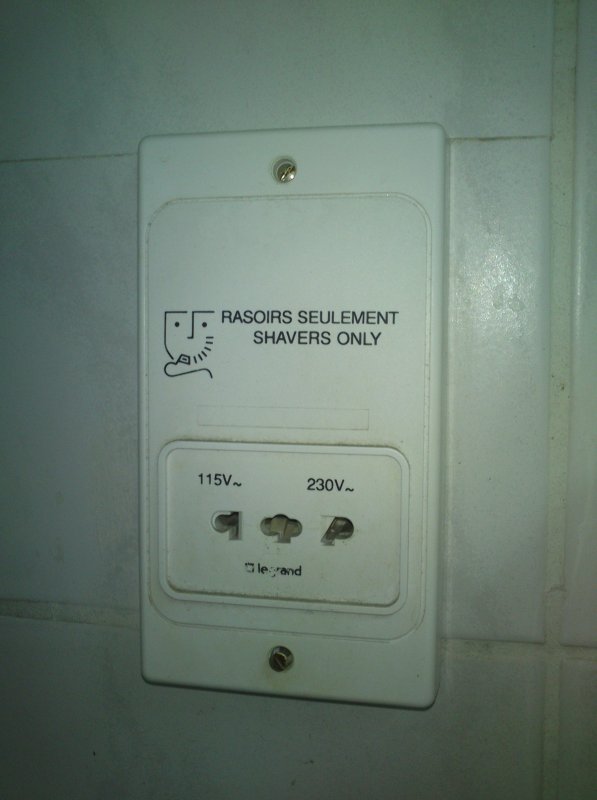 RASOIRS SEULEMENT
SHAVERS ONLY
115V~ 230V~
legrand